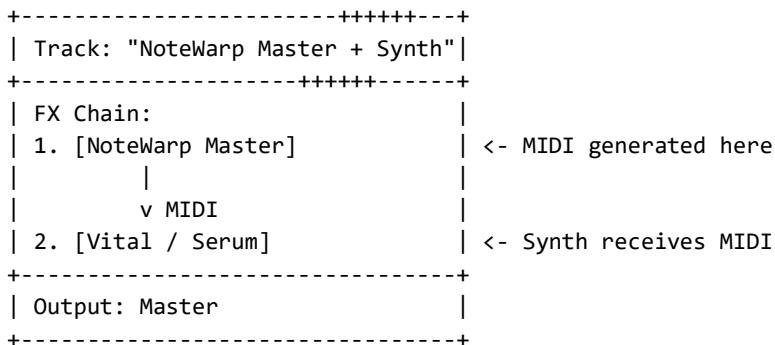 +-----------------------++++++---+
| Track: "NoteWarp Master + Synth"|
+---------------------++++++------+
| FX Chain:                       |
| 1. [NoteWarp Master]            | <- MIDI generated here
|        |                        |
|        v MIDI                   |
| 2. [Vital / Serum]              | <- Synth receives MIDI
+---------------------------------+
| Output: Master                  |
+---------------------------------+